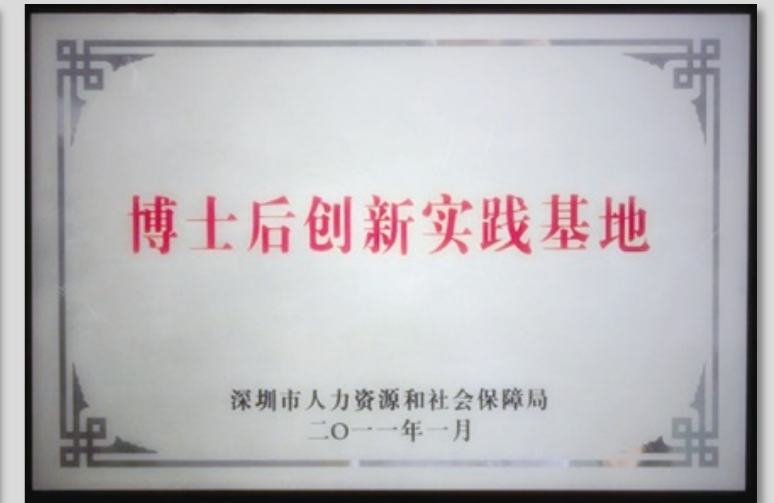 博士后创新实践基地
深圳市人力资源和社会保障局
二〇一一年一月